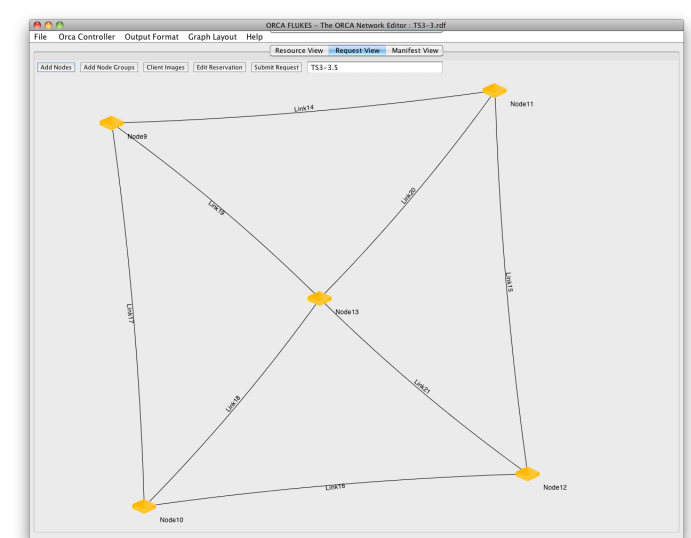 ORCA FLUKES - The ORCA Network Editor : TS3-3.rdf
File Orca Controller Output Format Graph Layout Help
Resource View Request View Manifest View
Add Nodes Add Node Groups Client Images Edit Reservation Submit Request TS3-3.5
Node11
Link14
Node9
Link20
Link19
Link15
Node13
Link17
Link21
Link18
Node12
Link16
Node10